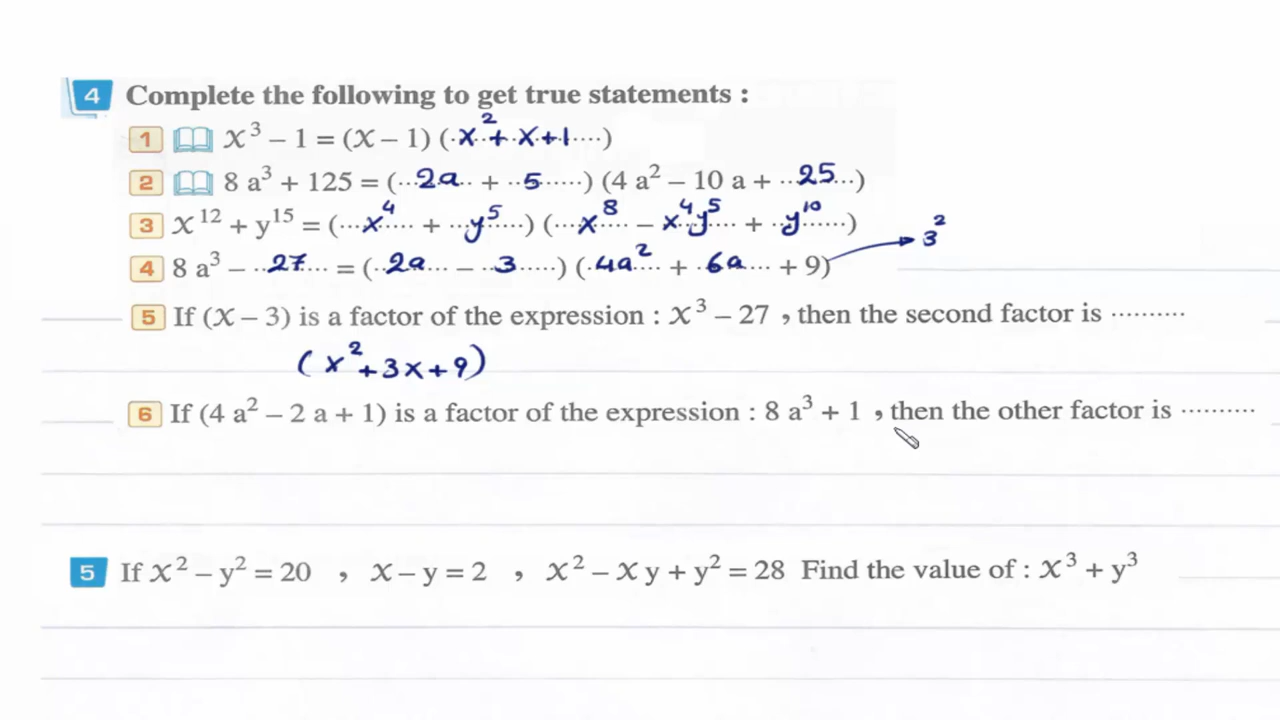 4 Complete the following to get true statements :
1 x³ – 1 = (x – 1) (··x² + x + 1····)
2 8 a³ + 125 = (···2a·· + ··5······) (4 a² – 10 a + ···25···)
3 x¹² + y¹⁵ = (···x⁴···· + ···y⁵·····) (···x⁸···· – x⁴y⁵···· + ··y¹⁰·····) 3²
4 8 a³ – ···27···· = (··2a··· – ··3·····) (·4a²···· + ·6a··· + 9)
5 If (x – 3) is a factor of the expression : x³ – 27 , then the second factor is ··········
(x² + 3x + 9)
6 If (4 a² – 2 a + 1) is a factor of the expression : 8 a³ + 1 , then the other factor is ··········
5 If x² – y² = 20 , x – y = 2 , x² – x y + y² = 28 Find the value of : x³ + y³